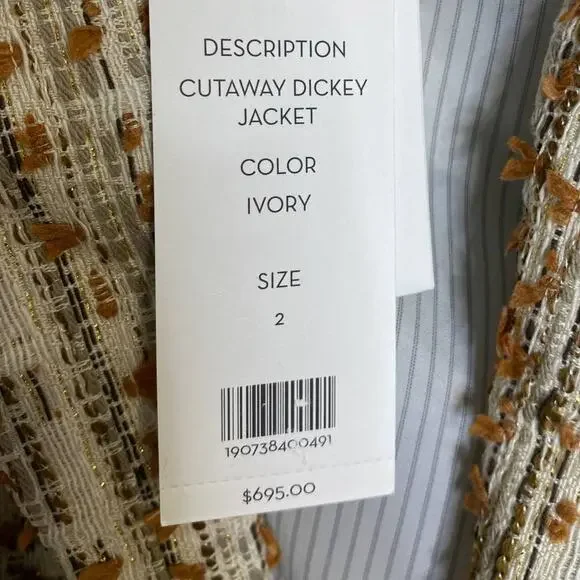 DESCRIPTION
CUTAWAY DICKEY
JACKET
COLOR
IVORY
SIZE
2
190738400491
$695.00